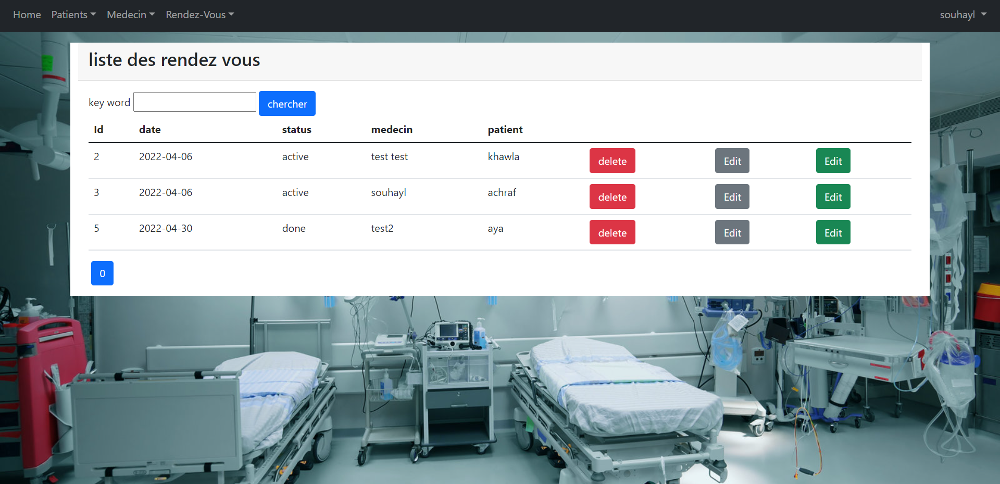 Home Patients Medecin Rendez-Vous souhayl
liste des rendez vous
key word chercher
Id date status medecin patient
2 2022-04-06 active test test khawla delete Edit Edit
3 2022-04-06 active souhayl achraf delete Edit Edit
5 2022-04-30 done test2 aya delete Edit Edit
0